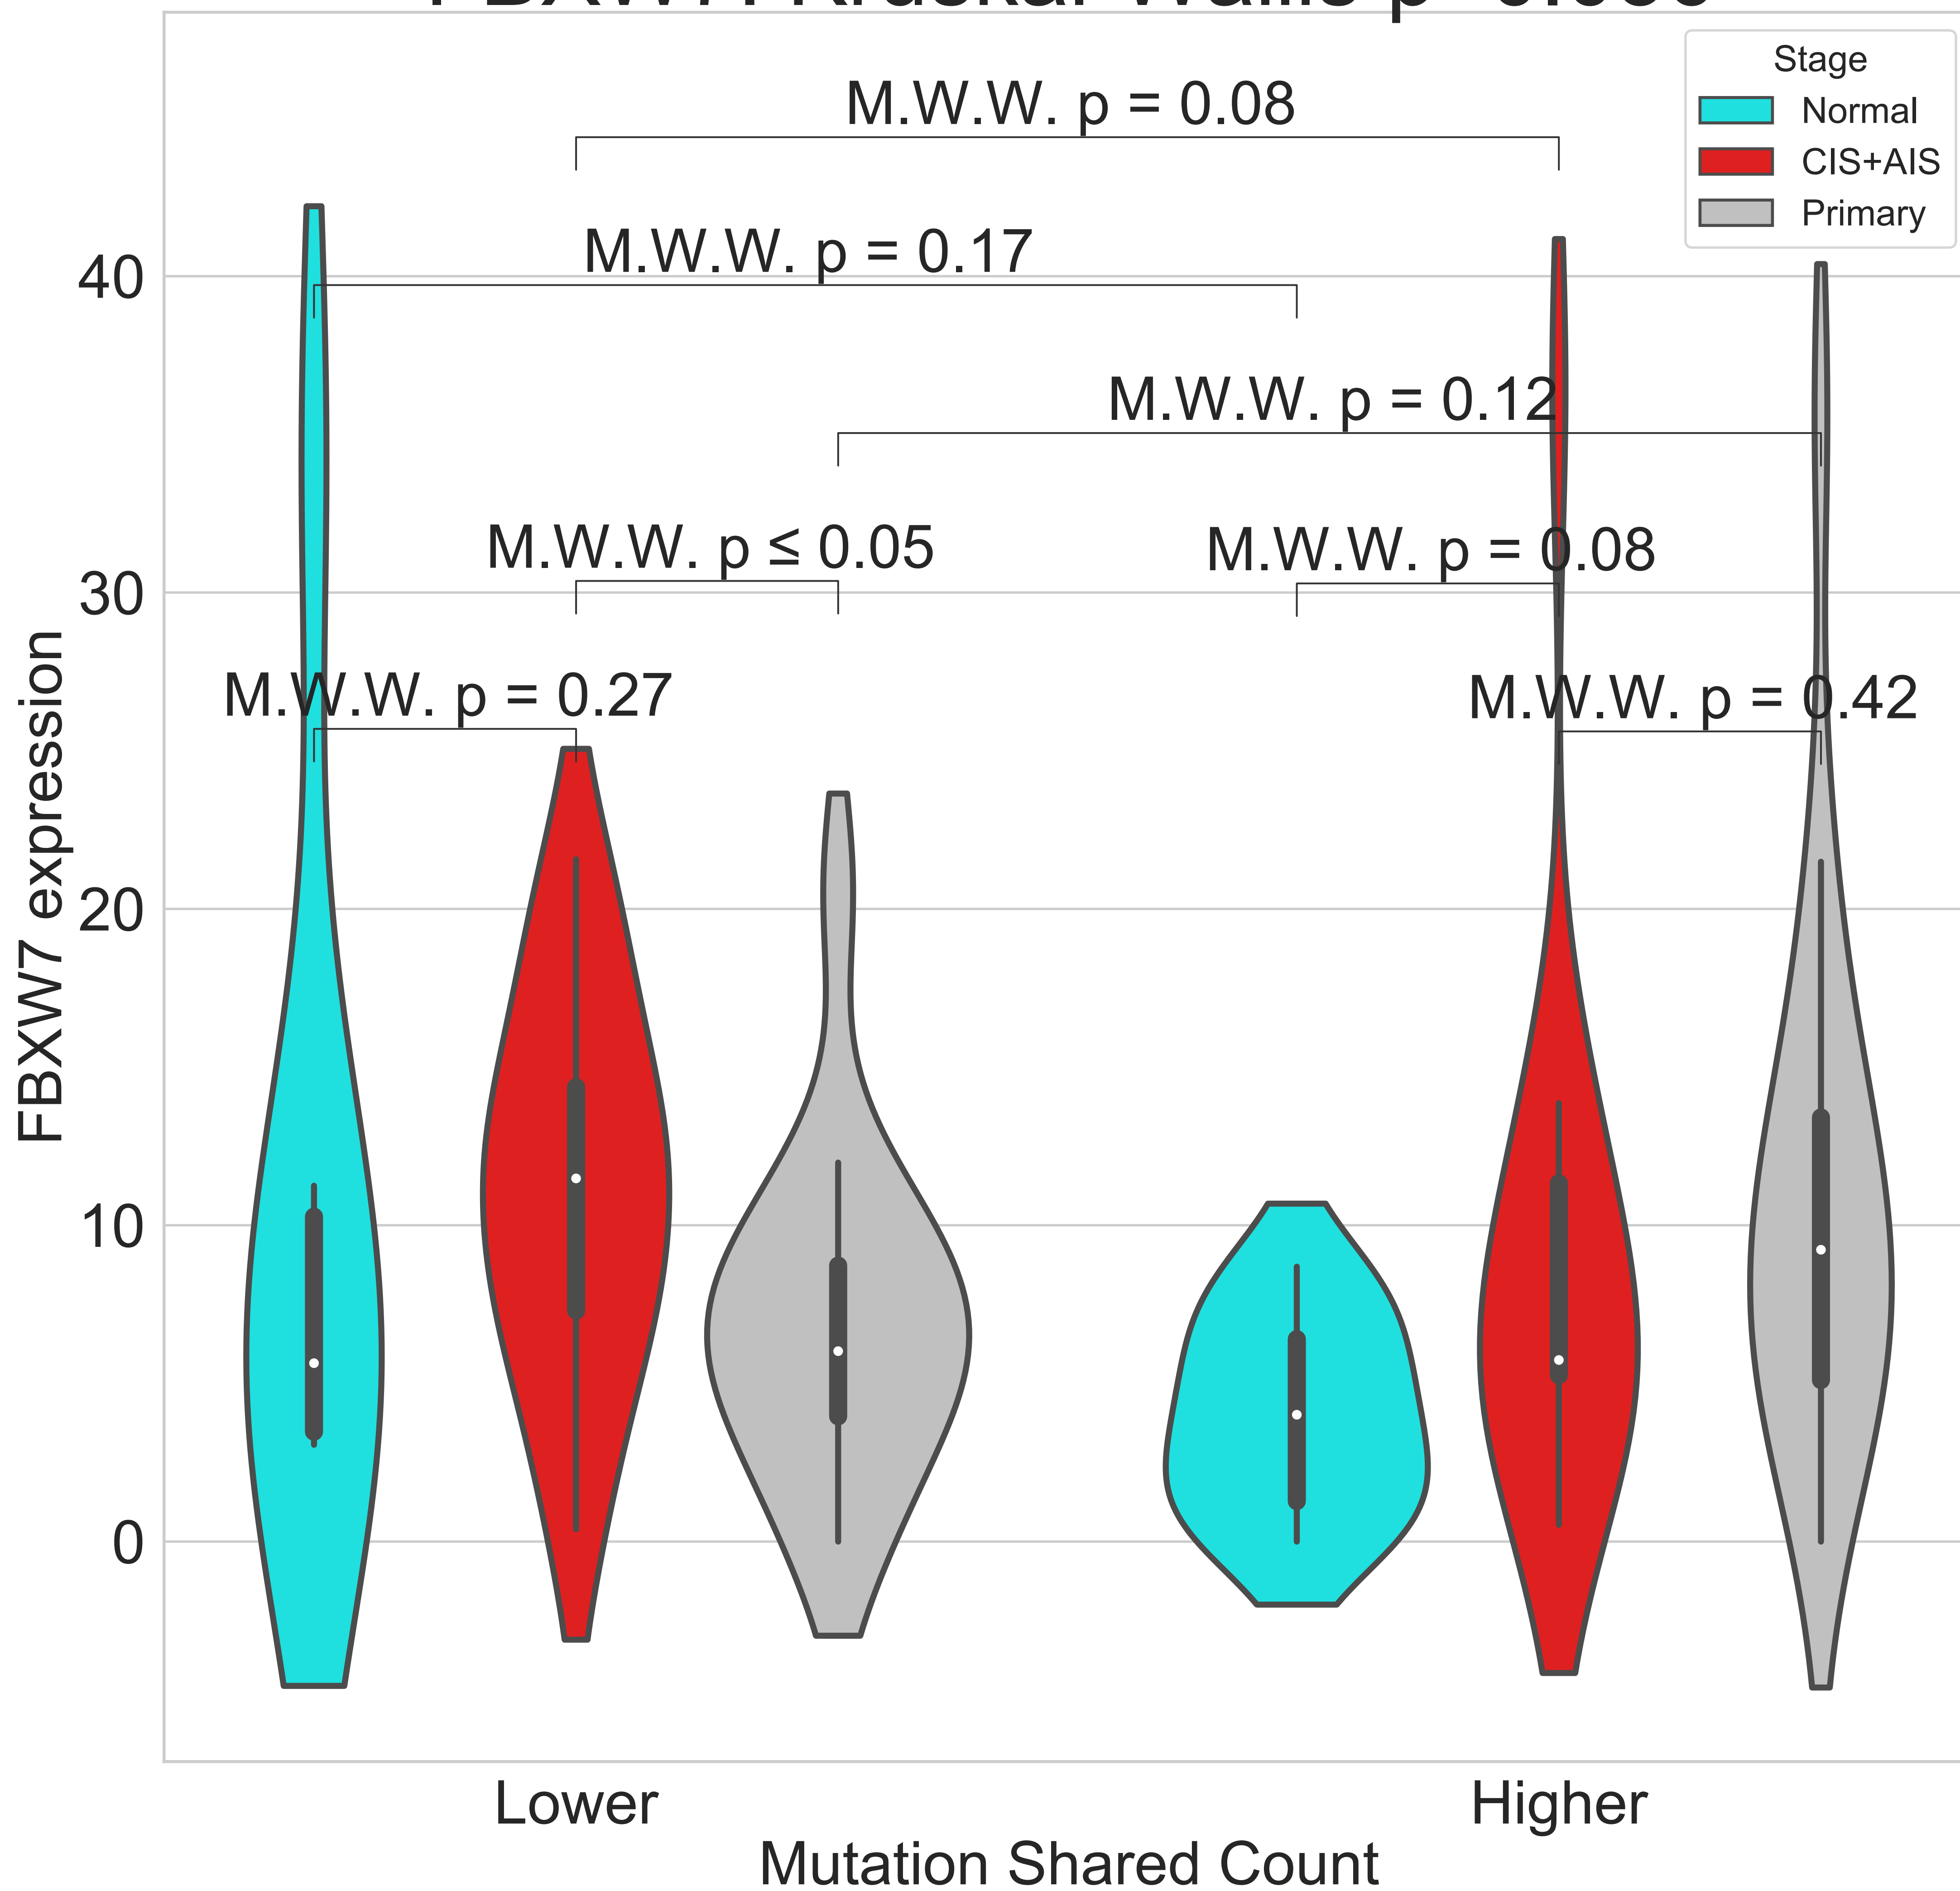 Stage
Normal
CIS+AIS
Primary
M.W.W. p = 0.08
M.W.W. p = 0.17
M.W.W. p = 0.12
M.W.W. p ≤ 0.05
M.W.W. p = 0.08
M.W.W. p = 0.27
M.W.W. p = 0.42
40
30
20
10
0
FBXW7 expression
Lower
Higher
Mutation Shared Count